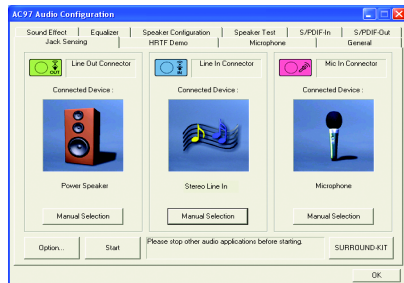 AC97 Audio Configuration
Sound Effect Equalizer Speaker Configuration Speaker Test S/PDIF-In S/PDIF-Out
Jack Sensing HRTF Demo Microphone General
OUT Line Out Connector
IN Line In Connector
Mic In Connector
Connected Device :
Connected Device :
Connected Device :
Power Speaker
Stereo Line In
Microphone
Manual Selection
Manual Selection
Manual Selection
Option...
Start
Please stop other audio applications before starting.
SURROUND-KIT
OK